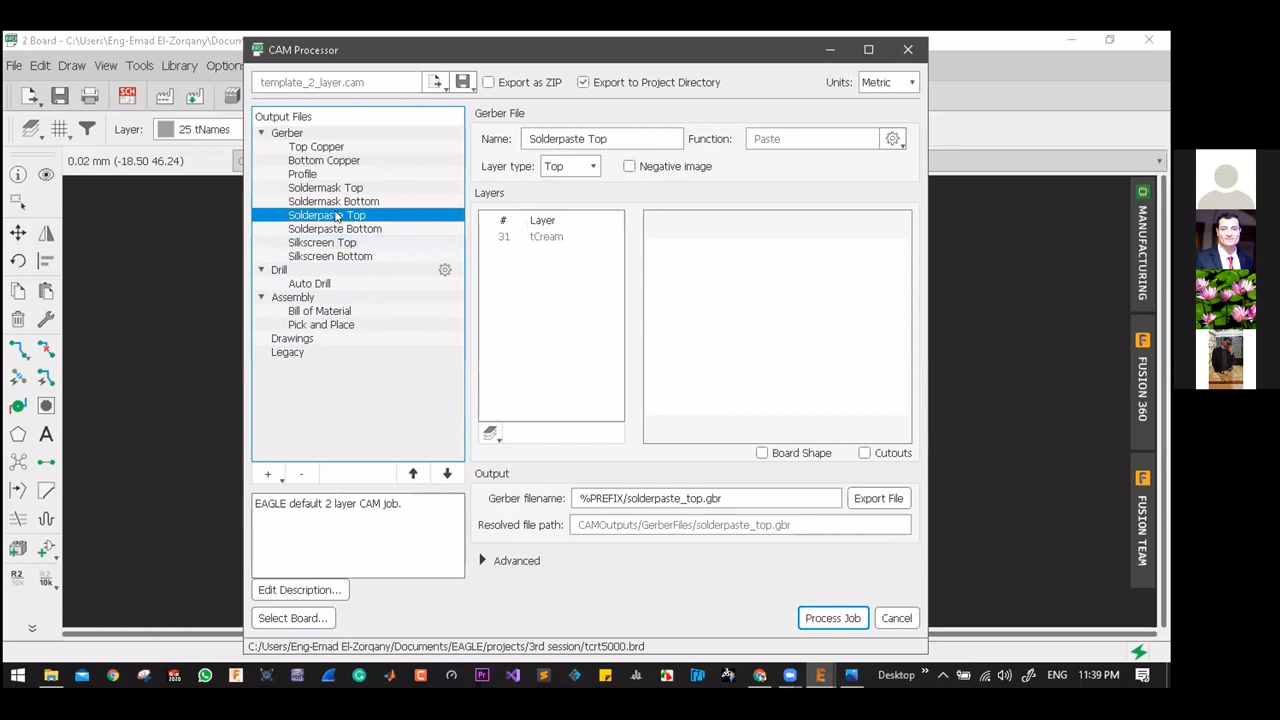 2 Board - C:\Users\Eng-Emad El-Zorqany\Docum
CAM Processor
File Edit Draw View Tools Library Option
template_2_layer.cam
Export as ZIP
Export to Project Directory
Units: Metric
SCH
Layer: 25 tNames
0.02 mm (-18.50 46.24)
Output Files
Gerber
Top Copper
Bottom Copper
Profile
Soldermask Top
Soldermask Bottom
Solderpaste Top
Solderpaste Bottom
Silkscreen Top
Silkscreen Bottom
Drill
Auto Drill
Assembly
Bill of Material
Pick and Place
Drawings
Legacy
+ -
EAGLE default 2 layer CAM job.
Edit Description...
Select Board...
Gerber File
Name: Solderpaste Top Function: Paste
Layer type: Top Negative image
Layers
# Layer
31 tCream
Board Shape Cutouts
Output
Gerber filename: %PREFIX/solderpaste_top.gbr Export File
Resolved file path: CAMOutputs/GerberFiles/solderpaste_top.gbr
Advanced
Process Job Cancel
C:/Users/Eng-Emad El-Zorqany/Documents/EAGLE/projects/3rd session/tcrt5000.brd
MANUFACTURING
FUSION 360
FUSION TEAM
R2
10k
R2
10k
Desktop
ENG 11:39 PM